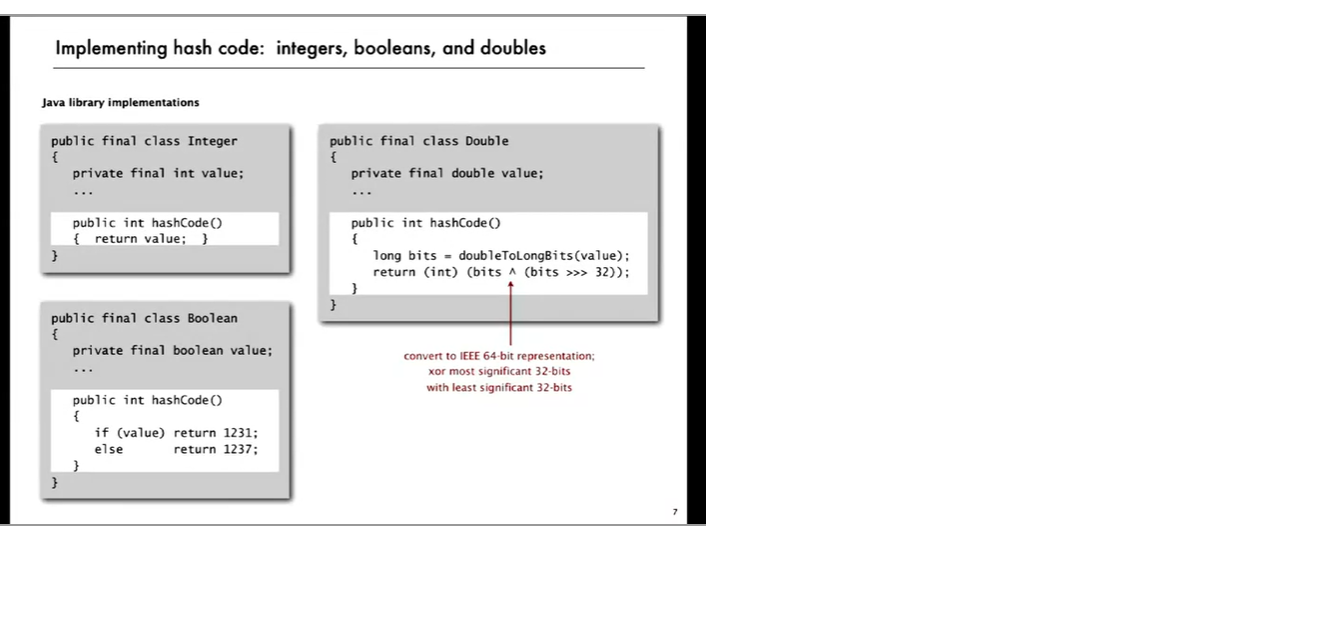 Implementing hash code: integers, booleans, and doubles
Java library implementations
public final class Integer
{
private final int value;
...
public int hashCode()
{ return value; }
}
public final class Boolean
{
private final boolean value;
...
public int hashCode()
{
if (value) return 1231;
else return 1237;
}
}
public final class Double
{
private final double value;
...
public int hashCode()
{
long bits = doubleToLongBits(value);
return (int) (bits ^ (bits >>> 32));
}
}
convert to IEEE 64-bit representation;
xor most significant 32-bits
with least significant 32-bits
7